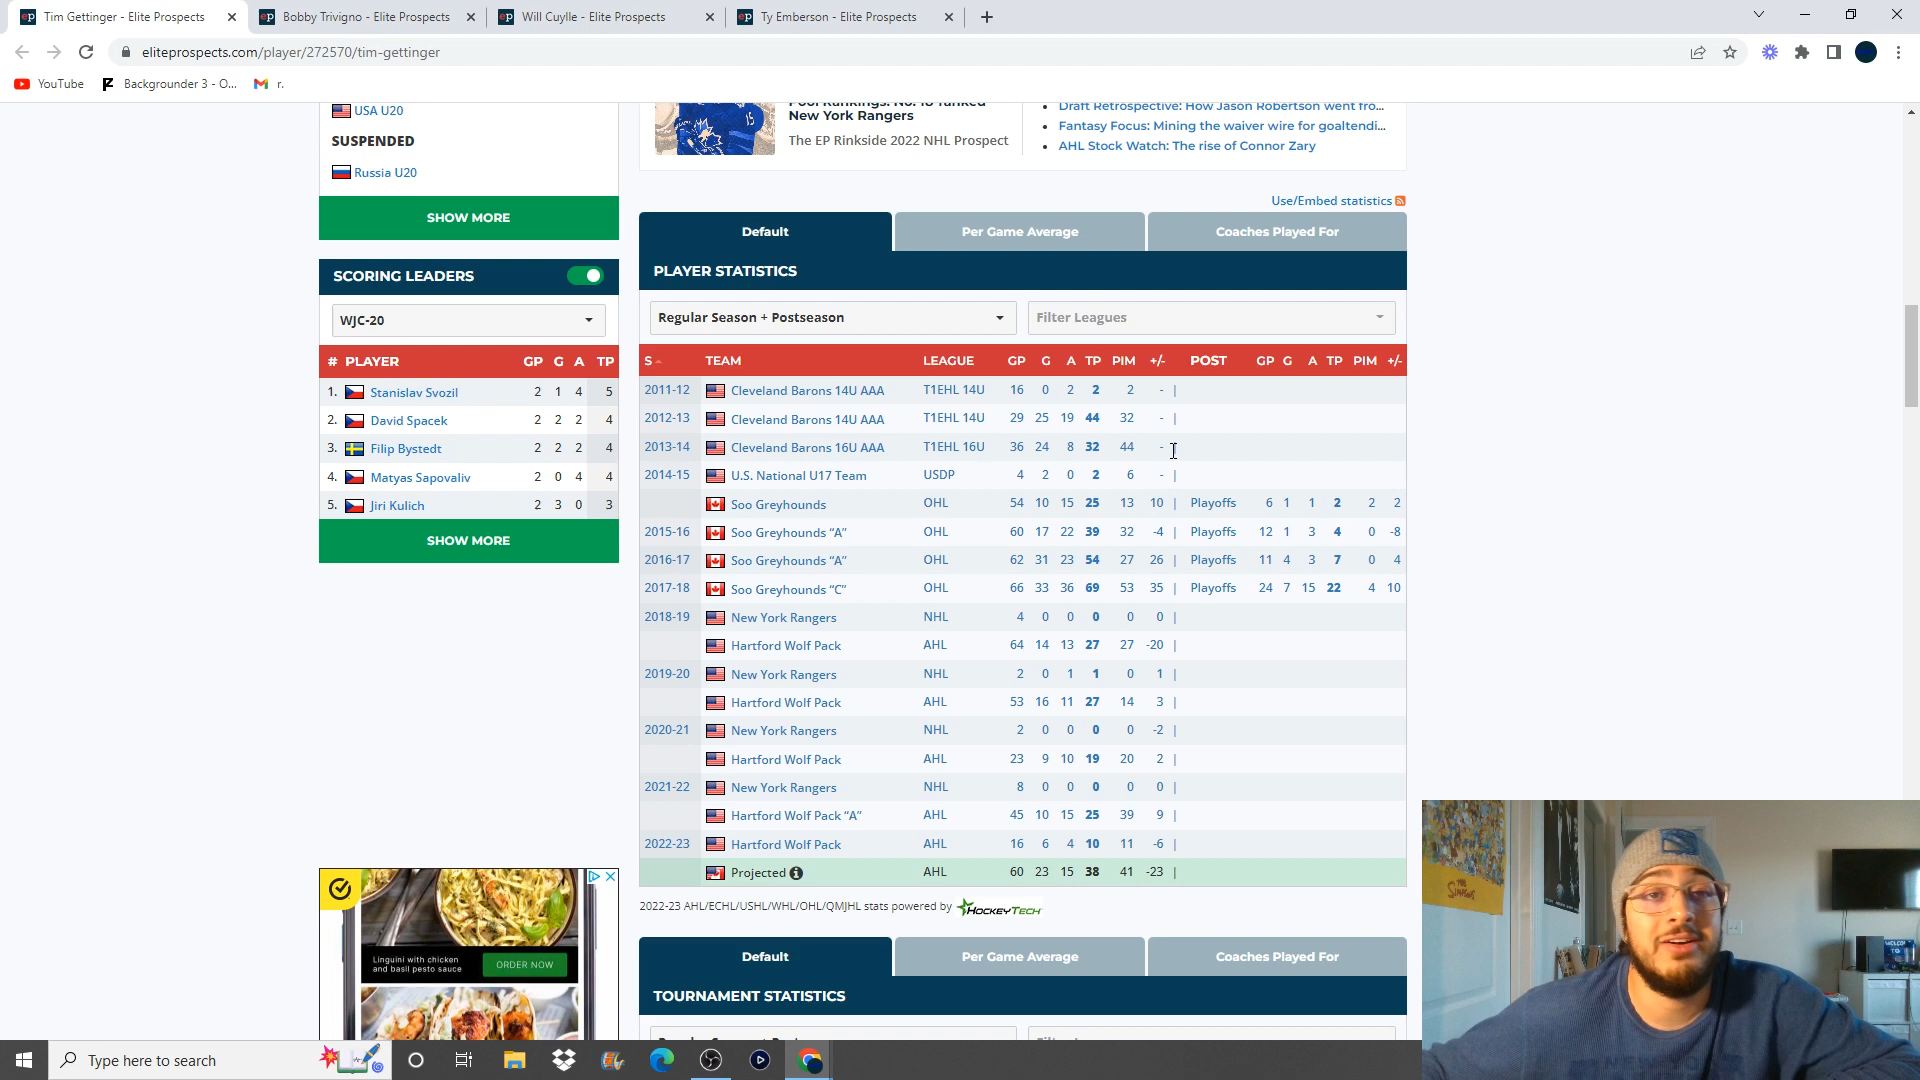 Tim Gettinger - Elite Prospects
Bobby Trivigno - Elite Prospects
Will Cuylle - Elite Prospects
Ty Emberson - Elite Prospects
eliteprospects.com/player/272570/tim-gettinger
YouTube
Backgrounder 3 - O...
r.
USA U20
SUSPENDED
Russia U20
SHOW MORE
New York Rangers
The EP Rinkside 2022 NHL Prospect
Draft Retrospective: How Jason Robertson went fro...
Fantasy Focus: Mining the waiver wire for goaltendi...
AHL Stock Watch: The rise of Connor Zary
Use/Embed statistics
SCORING LEADERS
WJC-20
# PLAYER GP G A TP
1. Stanislav Svozil 2 1 4 5
2. David Spacek 2 2 2 4
3. Filip Bystedt 2 2 2 4
4. Matyas Sapovaliv 2 0 4 4
5. Jiri Kulich 2 3 0 3
SHOW MORE
Default Per Game Average Coaches Played For
PLAYER STATISTICS
Regular Season + Postseason
Filter Leagues
S TEAM LEAGUE GP G A TP PIM +/- POST GP G A TP PIM +/-
2011-12 Cleveland Barons 14U AAA T1EHL 14U 16 0 2 2 2 - |
2012-13 Cleveland Barons 14U AAA T1EHL 14U 29 25 19 44 32 - |
2013-14 Cleveland Barons 16U AAA T1EHL 16U 36 24 8 32 44 -
2014-15 U.S. National U17 Team USDP 4 2 0 2 6 - |
Soo Greyhounds OHL 54 10 15 25 13 10 | Playoffs 6 1 1 2 2 2
2015-16 Soo Greyhounds “A” OHL 60 17 22 39 32 -4 | Playoffs 12 1 3 4 0 -8
2016-17 Soo Greyhounds “A” OHL 62 31 23 54 27 26 | Playoffs 11 4 3 7 0 4
2017-18 Soo Greyhounds “C” OHL 66 33 36 69 53 35 | Playoffs 24 7 15 22 4 10
2018-19 New York Rangers NHL 4 0 0 0 0 0 |
Hartford Wolf Pack AHL 64 14 13 27 27 -20 |
2019-20 New York Rangers NHL 2 0 1 1 0 1 |
Hartford Wolf Pack AHL 53 16 11 27 14 3 |
2020-21 New York Rangers NHL 2 0 0 0 0 -2 |
Hartford Wolf Pack AHL 23 9 10 19 20 2 |
2021-22 New York Rangers NHL 8 0 0 0 0 0 |
Hartford Wolf Pack “A” AHL 45 10 15 25 39 9 |
2022-23 Hartford Wolf Pack AHL 16 6 4 10 11 -6 |
Projected AHL 60 23 15 38 41 -23 |
2022-23 AHL/ECHL/USHL/WHL/OHL/QMJHL stats powered by HOCKEYTECH
Default Per Game Average Coaches Played For
TOURNAMENT STATISTICS
Linguini with chicken
and basil pesto sauce
ORDER NOW
Type here to search
THE SIMPSONS
WELCOME